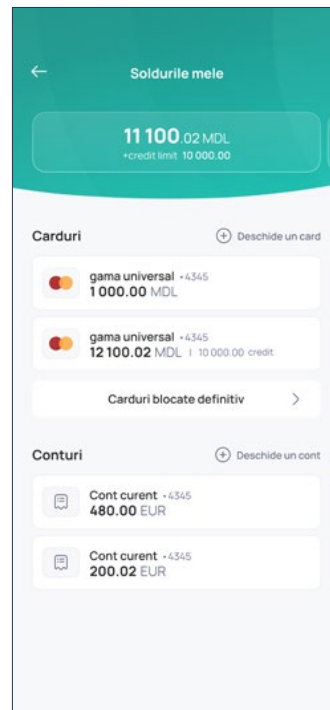 Soldurile mele
11 100.02 MDL
+credit limit 10 000.00
Carduri
Deschide un card
gama universal •4345
1 000.00 MDL
gama universal •4345
12 100.02 MDL | 10 000.00 credit
Carduri blocate definitiv
Conturi
Deschide un cont
Cont curent •4345
480.00 EUR
Cont curent •4345
200.02 EUR